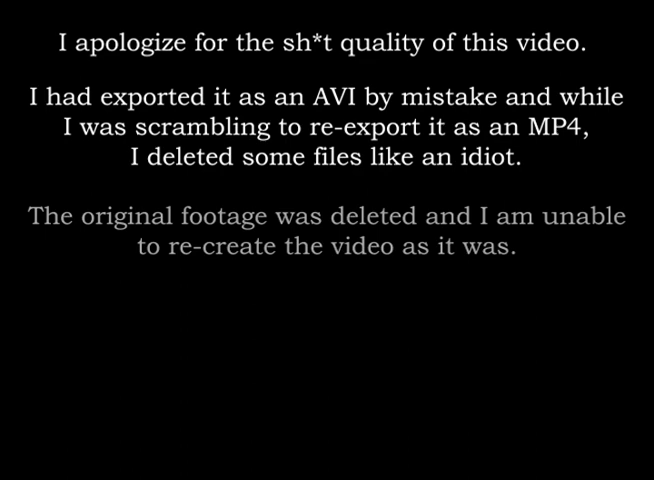 I apologize for the sh*t quality of this video.
I had exported it as an AVI by mistake and while
I was scrambling to re-export it as an MP4,
I deleted some files like an idiot.
The original footage was deleted and I am unable
to re-create the video as it was.